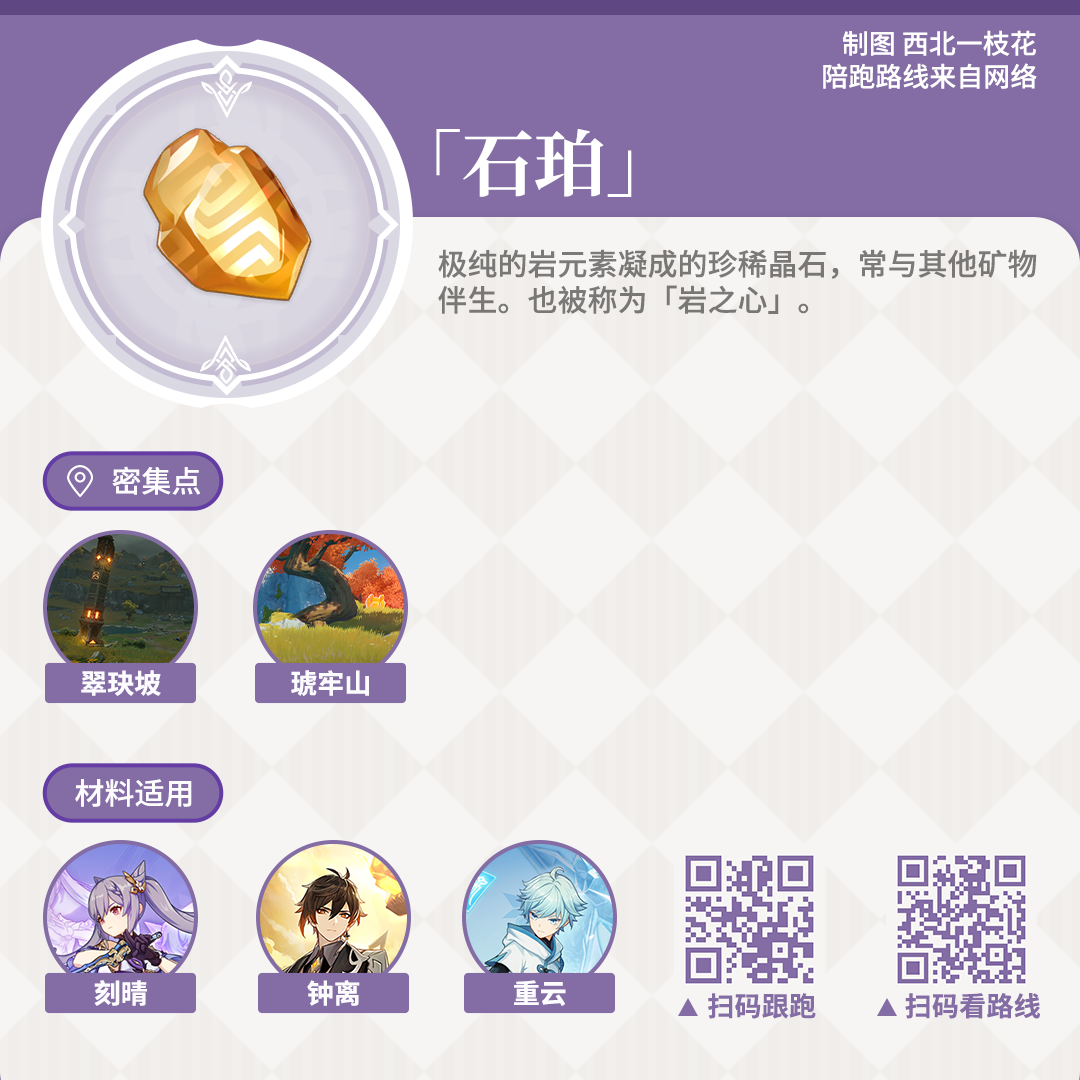 制图 西北一枝花
陪跑路线来自网络
「石珀」
极纯的岩元素凝成的珍稀晶石，常与其他矿物
伴生。也被称为「岩之心」。
密集点
翠玦坡
琥牢山
材料适用
刻晴
钟离
重云
▲ 扫码跟跑
▲ 扫码看路线